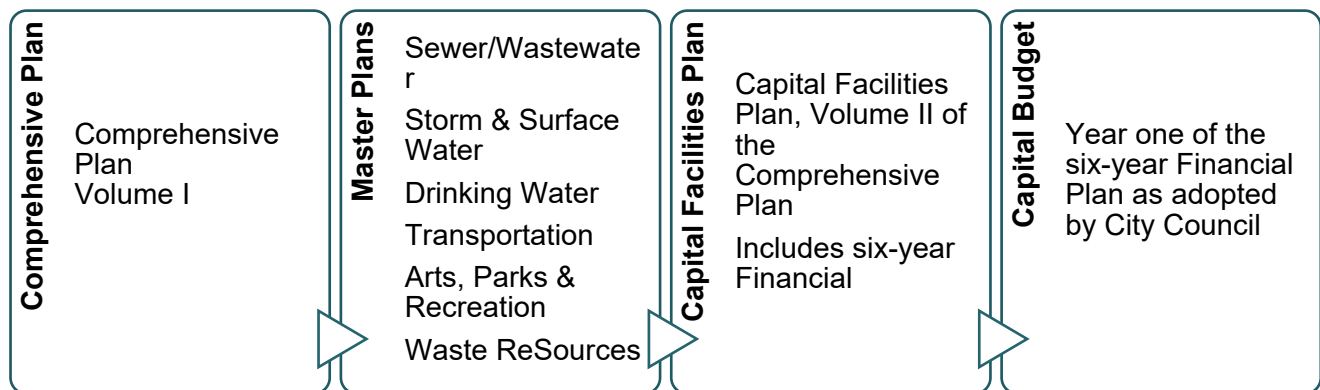 Comprehensive Plan
Comprehensive
Plan
Volume I
Master Plans
Sewer/Wastewate
r
Storm & Surface
Water
Drinking Water
Transportation
Arts, Parks &
Recreation
Waste ReSources
Capital Facilities Plan
Capital Facilities
Plan, Volume II of
the
Comprehensive
Plan
Includes six-year
Financial
Capital Budget
Year one of the
six-year Financial
Plan as adopted
by City Council